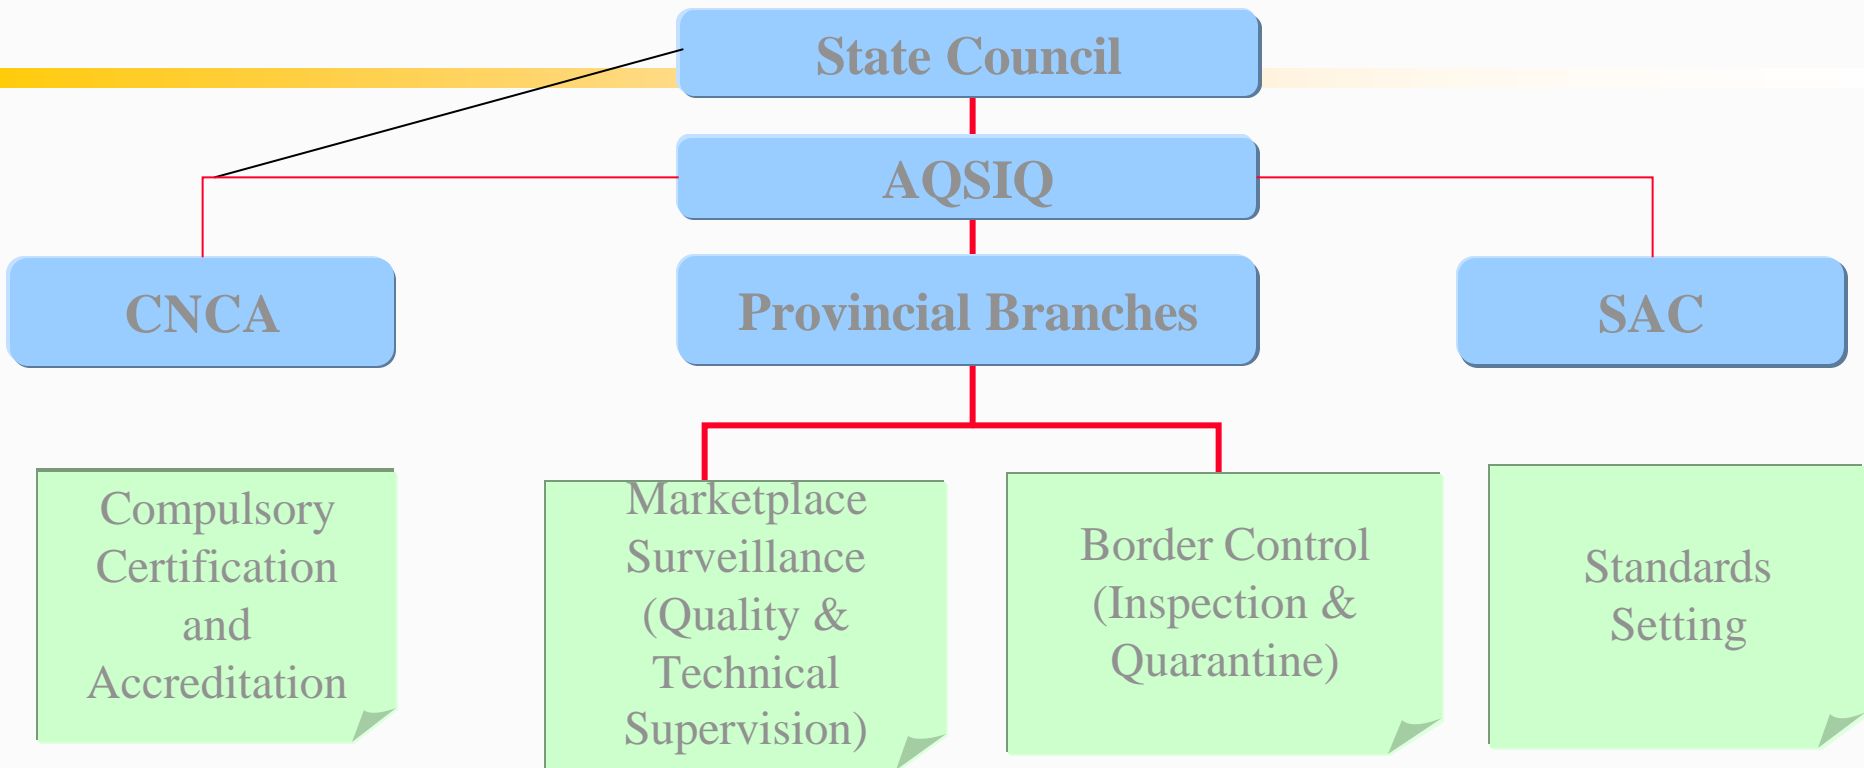 State Council
AQSIQ
CNCA
Provincial Branches
SAC
Compulsory
Certification
and
Accreditation
Marketplace
Surveillance
(Quality &
Technical
Supervision)
Border Control
(Inspection &
Quarantine)
Standards
Setting